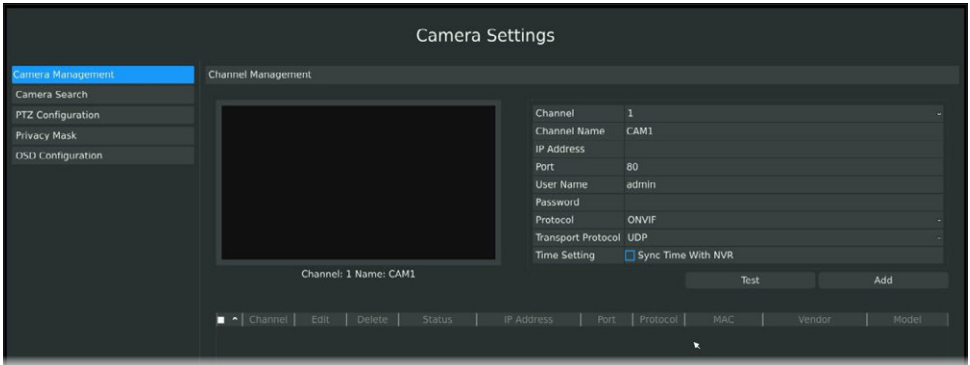 Camera Settings
Camera Management
Camera Search
PTZ Configuration
Privacy Mask
OSD Configuration
Channel Management
Channel: 1 Name: CAM1
Channel 1
Channel Name CAM1
IP Address
Port 80
User Name admin
Password
Protocol ONVIF
Transport Protocol UDP
Time Setting Sync Time With NVR
Test Add
Channel Edit Delete Status IP Address Port Protocol MAC Vendor Model